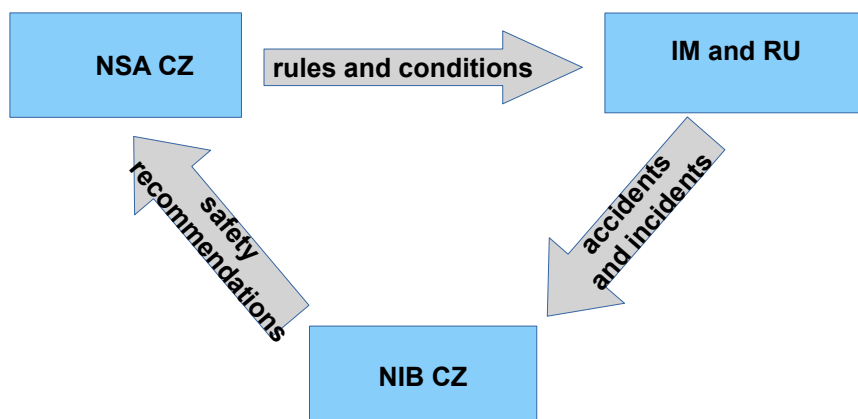 NSA CZ
rules and conditions
IM and RU
accidents
and incidents
safety
recommendations
NIB CZ